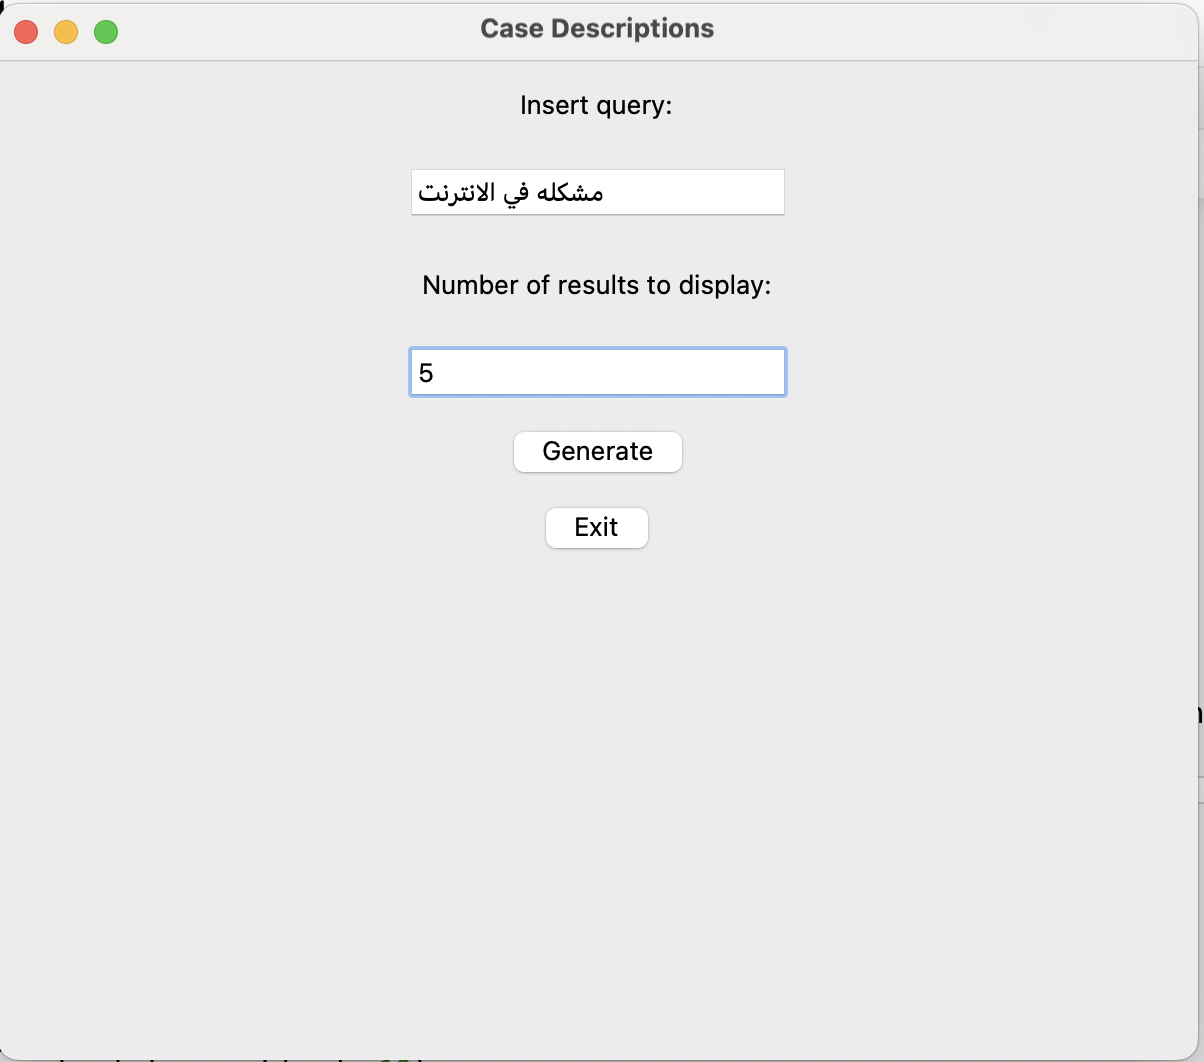 Case Descriptions
Insert query:
مشكله في الانترنت
Number of results to display:
5
Generate
Exit